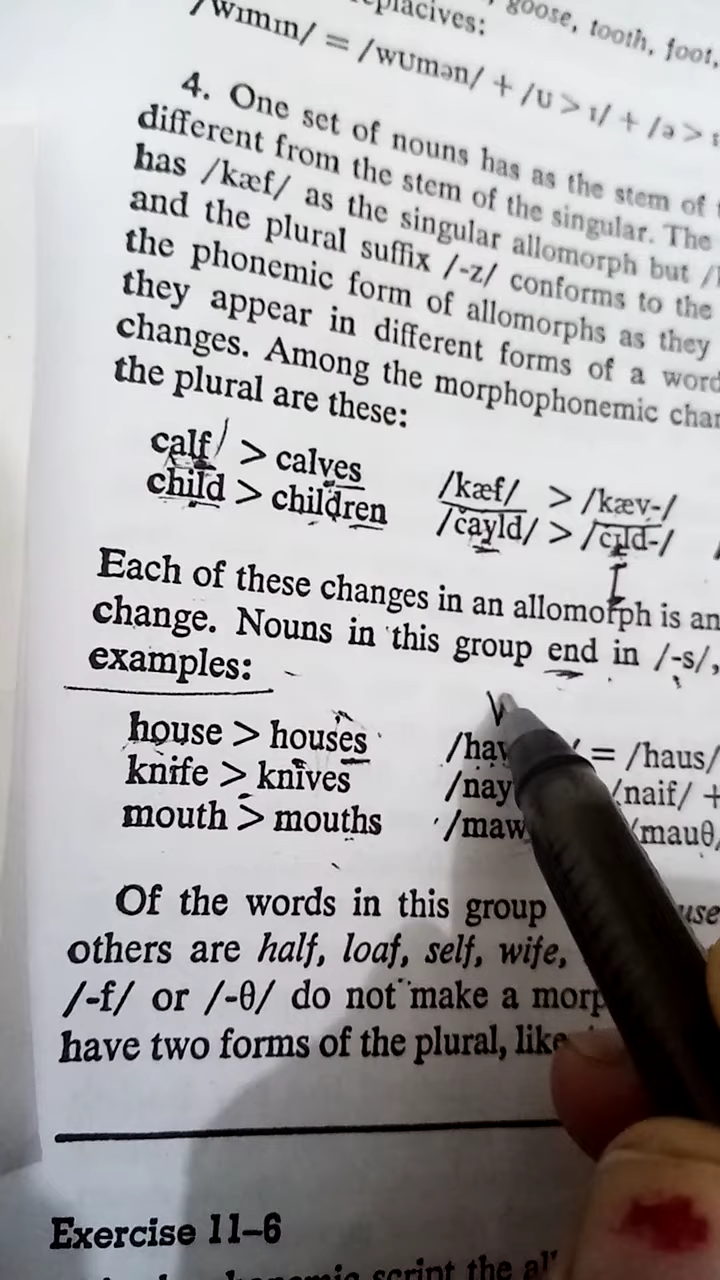 placives: goose, tooth, foot,
/wɪmɪn/ = /wʊmən/ + /ʊ > ɪ/ + /ə >
4. One set of nouns has as the stem of
different from the stem of the singular. The
has /kæf/ as the singular allomorph but
and the plural suffix /-z/ conforms to the
the phonemic form of allomorphs as they
they appear in different forms of a word
changes. Among the morphophonemic
the plural are these:
calf > calves /kæf/ > /kæv-/
child > children /cayld/ > /cɪld-/
I
Each of these changes in an allomorph is an
change. Nouns in this group end in /-s/,
examples:
house > houses = /haus/
knife > knives /naif/ +
mouth > mouths /mauθ/
Of the words in this group
others are half, loaf, self, wife,
/-f/ or /-θ/ do not make a
have two forms of the plural, like
Exercise 11–6
script the